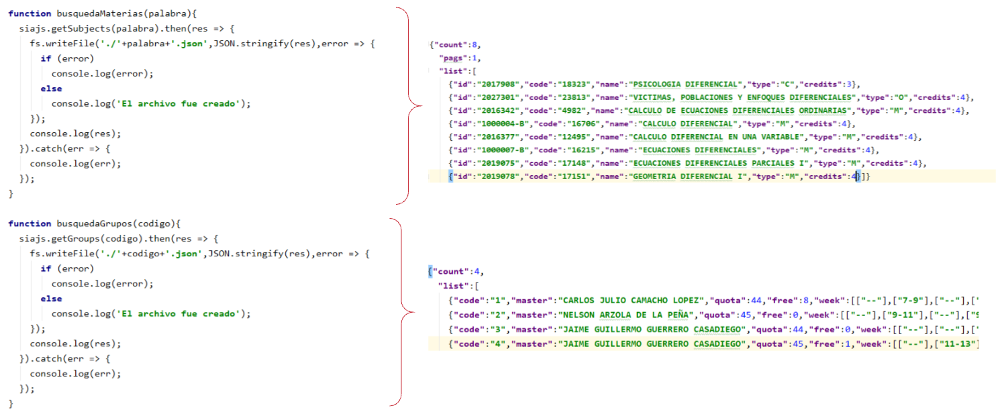 function busquedaMaterias(palabra){
  siajs.getSubjects(palabra).then(res => {
    fs.writeFile('./'+palabra+'.json',JSON.stringify(res),error => {
      if (error)
        console.log(error);
      else
        console.log('El archivo fue creado');
    });
    console.log(res);
  }).catch(err => {
    console.log(err);
  });
}
{"count":8,
  "pags":1,
  "list":[
    {"id":"2017908","code":"18323","name":"PSICOLOGIA DIFERENCIAL","type":"C","credits":3},
    {"id":"2027301","code":"23813","name":"VICTIMAS, POBLACIONES Y ENFOQUES DIFERENCIALES","type":"O","credits":4},
    {"id":"2016342","code":"4982","name":"CALCULO DE ECUACIONES DIFERENCIALES ORDINARIAS","type":"M","credits":4},
    {"id":"1000004-B","code":"16706","name":"CALCULO DIFERENCIAL","type":"M","credits":4},
    {"id":"2016377","code":"12495","name":"CALCULO DIFERENCIAL EN UNA VARIABLE","type":"M","credits":4},
    {"id":"1000007-B","code":"16215","name":"ECUACIONES DIFERENCIALES","type":"M","credits":4},
    {"id":"2019075","code":"17148","name":"ECUACIONES DIFERENCIALES PARCIALES I","type":"M","credits":4},
    {"id":"2019078","code":"17151","name":"GEOMETRIA DIFERENCIAL I","type":"M","credits":4}]}
function busquedaGrupos(codigo){
  siajs.getGroups(codigo).then(res => {
    fs.writeFile('./'+codigo+'.json',JSON.stringify(res),error => {
      if (error)
        console.log(error);
      else
        console.log('El archivo fue creado');
    });
    console.log(res);
  }).catch(err => {
    console.log(err);
  });
}
{"count":4,
  "list":[
    {"code":"1","master":"CARLOS JULIO CAMACHO LOPEZ","quota":44,"free":8,"week":[["--"],["7-9"],["--"],["
    {"code":"2","master":"NELSON ARZOLA DE LA PEÑA","quota":45,"free":0,"week":[["--"],["9-11"],["--"],["9
    {"code":"3","master":"JAIME GUILLERMO GUERRERO CASADIEGO","quota":44,"free":0,"week":[["--"],["--"],["
    {"code":"4","master":"JAIME GUILLERMO GUERRERO CASADIEGO","quota":45,"free":1,"week":[["--"],["11-13"]